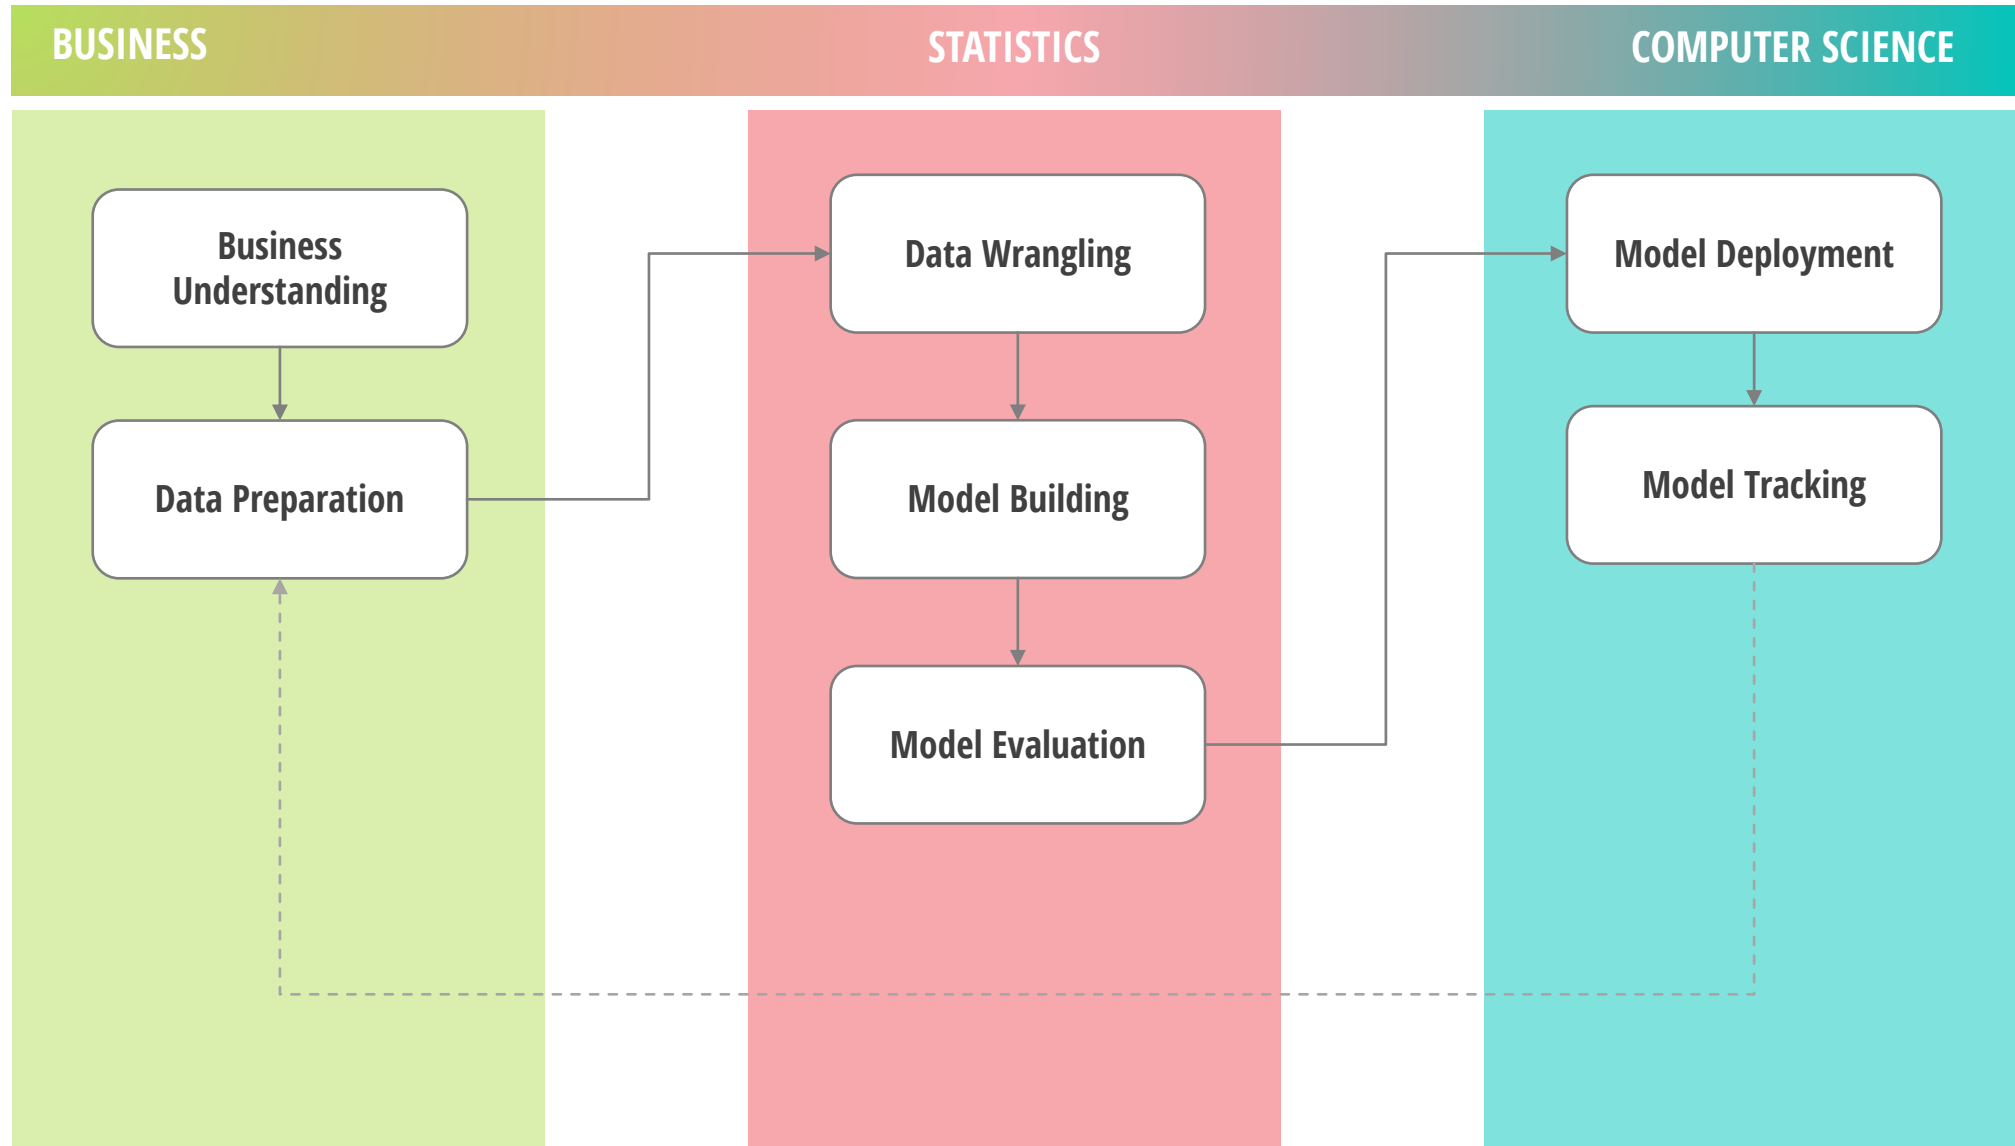 BUSINESS
STATISTICS
COMPUTER SCIENCE
Business
Understanding
Data Preparation
Data Wrangling
Model Building
Model Evaluation
Model Deployment
Model Tracking